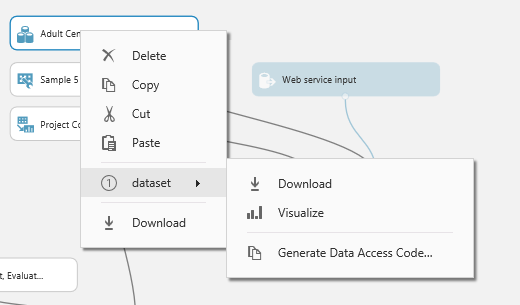 Adult Cen
Sample 5
Project Co
Web service input
Delete
Copy
Cut
Paste
1 dataset
Download
Download
Visualize
Generate Data Access Code...
t, Evaluat...